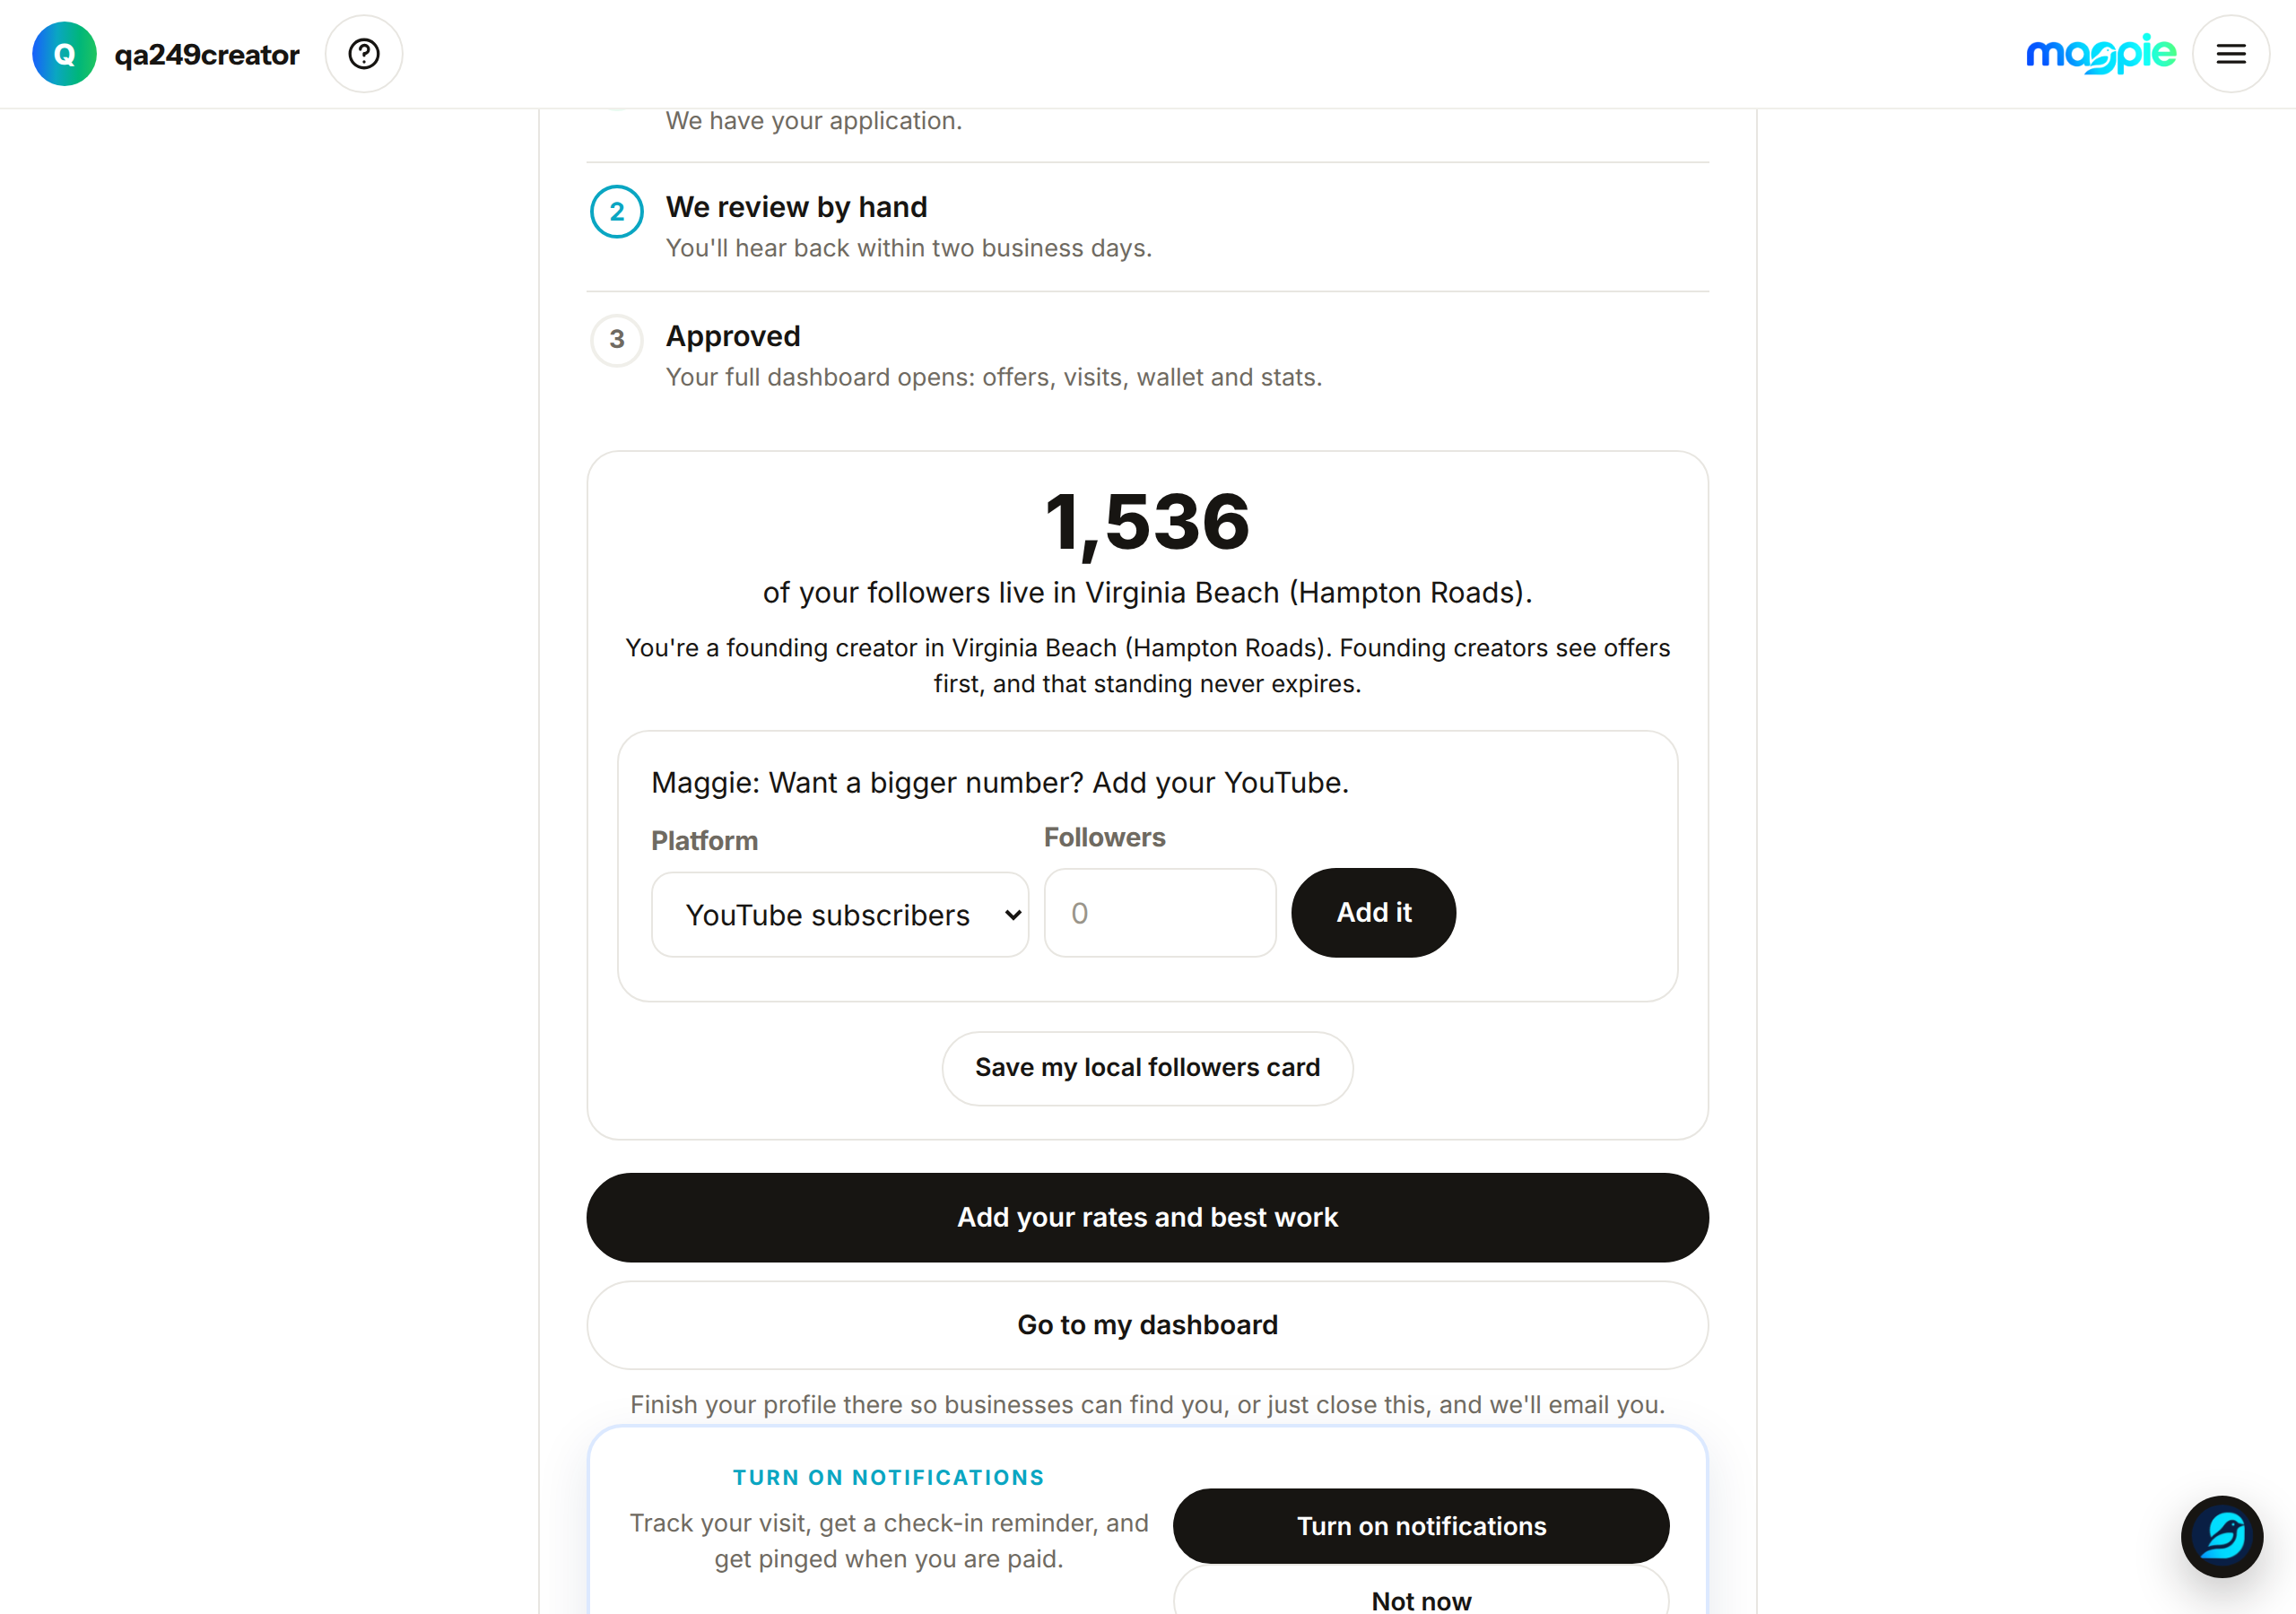 Q qa249creator
magpie
We have your application.
2 We review by hand
You'll hear back within two business days.
3 Approved
Your full dashboard opens: offers, visits, wallet and stats.
1,536
of your followers live in Virginia Beach (Hampton Roads).
You're a founding creator in Virginia Beach (Hampton Roads). Founding creators see offers
first, and that standing never expires.
Maggie: Want a bigger number? Add your YouTube.
Platform Followers
YouTube subscribers 0 Add it
Save my local followers card
Add your rates and best work
Go to my dashboard
Finish your profile there so businesses can find you, or just close this, and we'll email you.
TURN ON NOTIFICATIONS
Track your visit, get a check-in reminder, and
get pinged when you are paid.
Turn on notifications
Not now